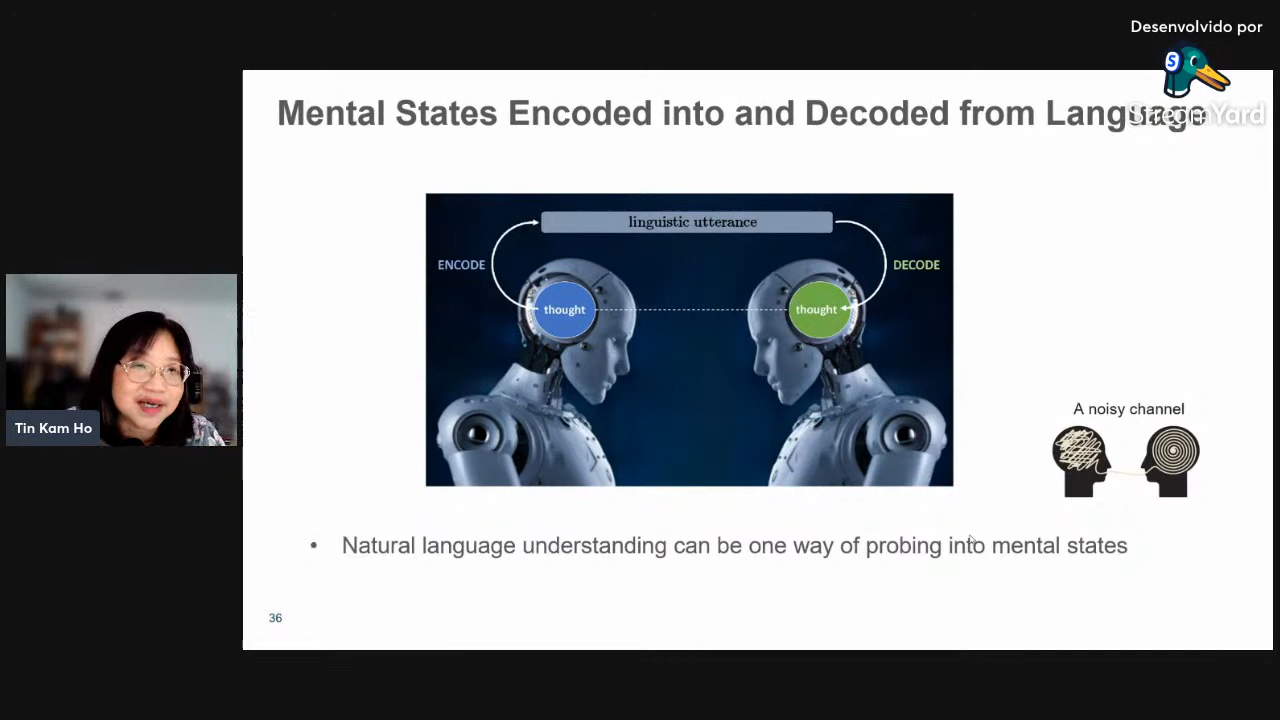 Desenvolvido por
S
StreamYard
Mental States Encoded into and Decoded from Language
linguistic utterance
ENCODE
DECODE
thought
thought
A noisy channel
Tin Kam Ho
• Natural language understanding can be one way of probing into mental states
36